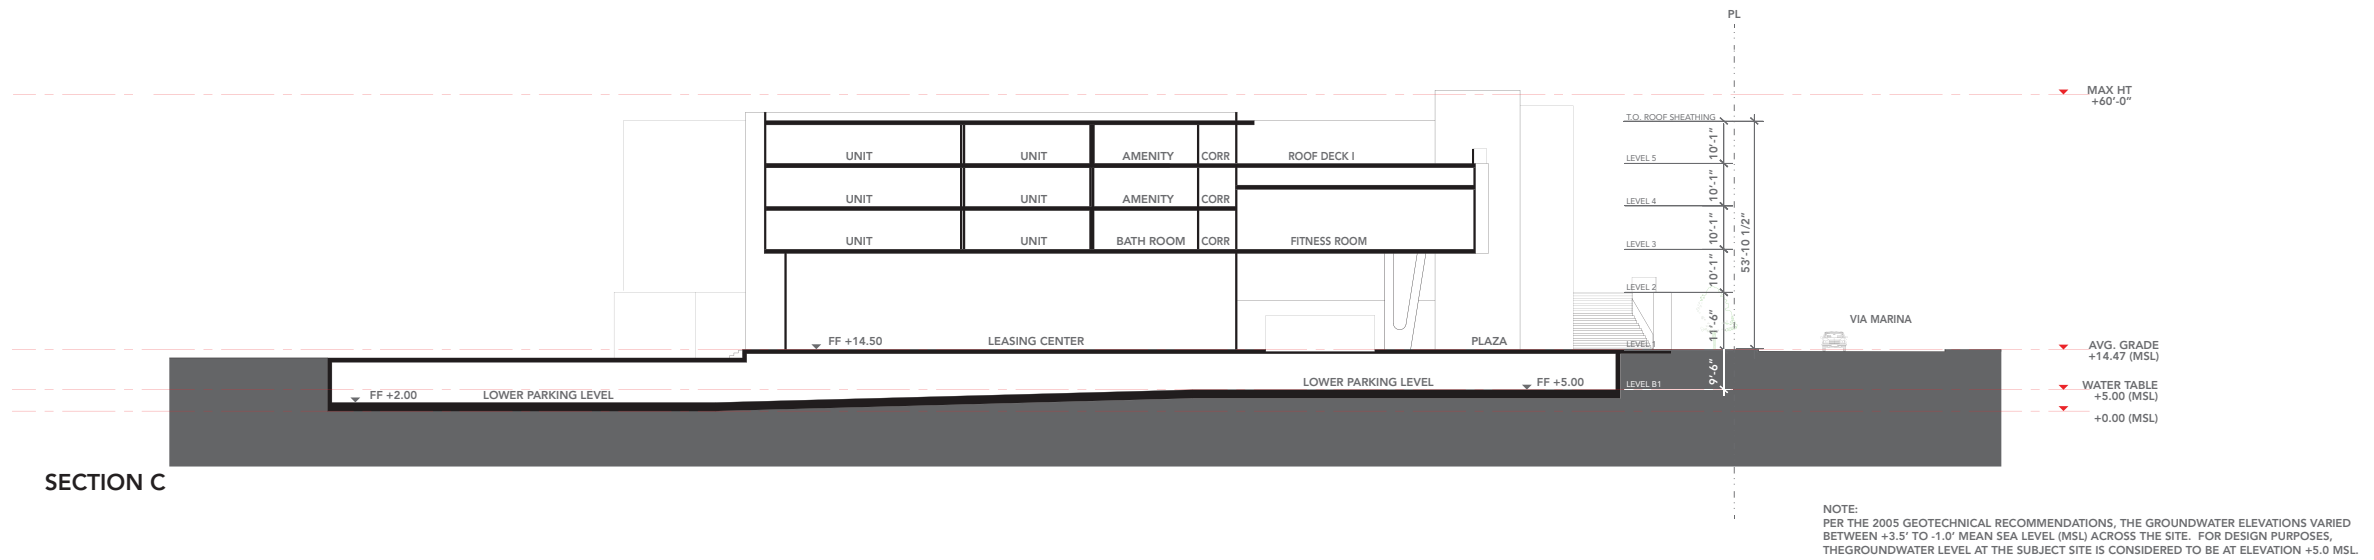 PL
MAX HT
+60'-0"
T.O. ROOF SHEATHING
10'-1"
UNIT
UNIT
AMENITY
CORR
ROOF DECK I
LEVEL 5
10'-1"
UNIT
UNIT
AMENITY
CORR
LEVEL 4
10'-1"
53'-10 1/2"
UNIT
UNIT
BATH ROOM
CORR
FITNESS ROOM
LEVEL 3
10'-1"
LEVEL 2
11'-6"
VIA MARINA
FF +14.50
LEASING CENTER
PLAZA
LEVEL 1
AVG. GRADE
+14.47 (MSL)
9'-6"
LOWER PARKING LEVEL
FF +5.00
LEVEL B1
WATER TABLE
+5.00 (MSL)
FF +2.00
LOWER PARKING LEVEL
+0.00 (MSL)
SECTION C
NOTE:
PER THE 2005 GEOTECHNICAL RECOMMENDATIONS, THE GROUNDWATER ELEVATIONS VARIED
BETWEEN +3.5' TO -1.0' MEAN SEA LEVEL (MSL) ACROSS THE SITE. FOR DESIGN PURPOSES,
THEGROUNDWATER LEVEL AT THE SUBJECT SITE IS CONSIDERED TO BE AT ELEVATION +5.0 MSL.